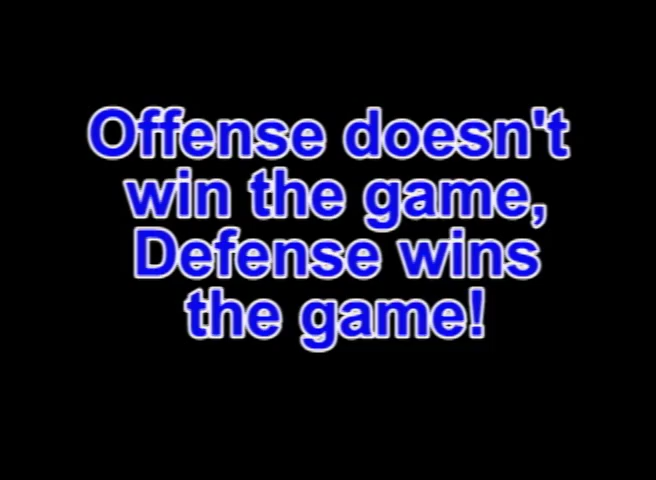 Offense doesn't
win the game,
Defense wins
the game!